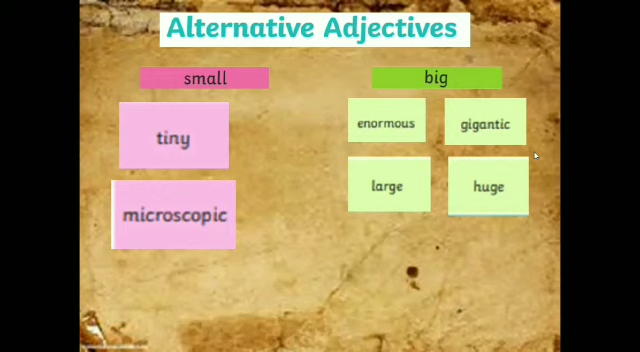 Alternative Adjectives
small
tiny
microscopic
big
enormous
gigantic
large
huge